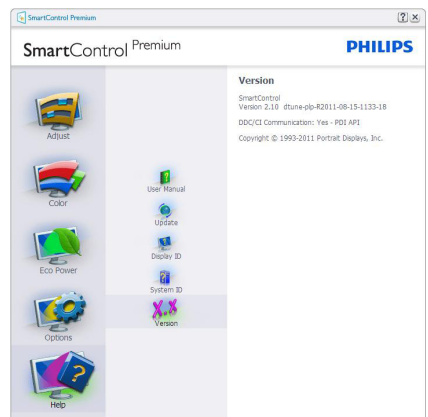 SmartControl Premium
? x
SmartControl Premium
PHILIPS
Adjust
Color
Eco Power
Options
Help
User Manual
Update
Display ID
System ID
X.X
Version
Version
SmartControl
Version 2.10 dtune-plp-R2011-08-15-1133-18
DDC/CI Communication: Yes - PDI API
Copyright © 1993-2011 Portrait Displays, Inc.